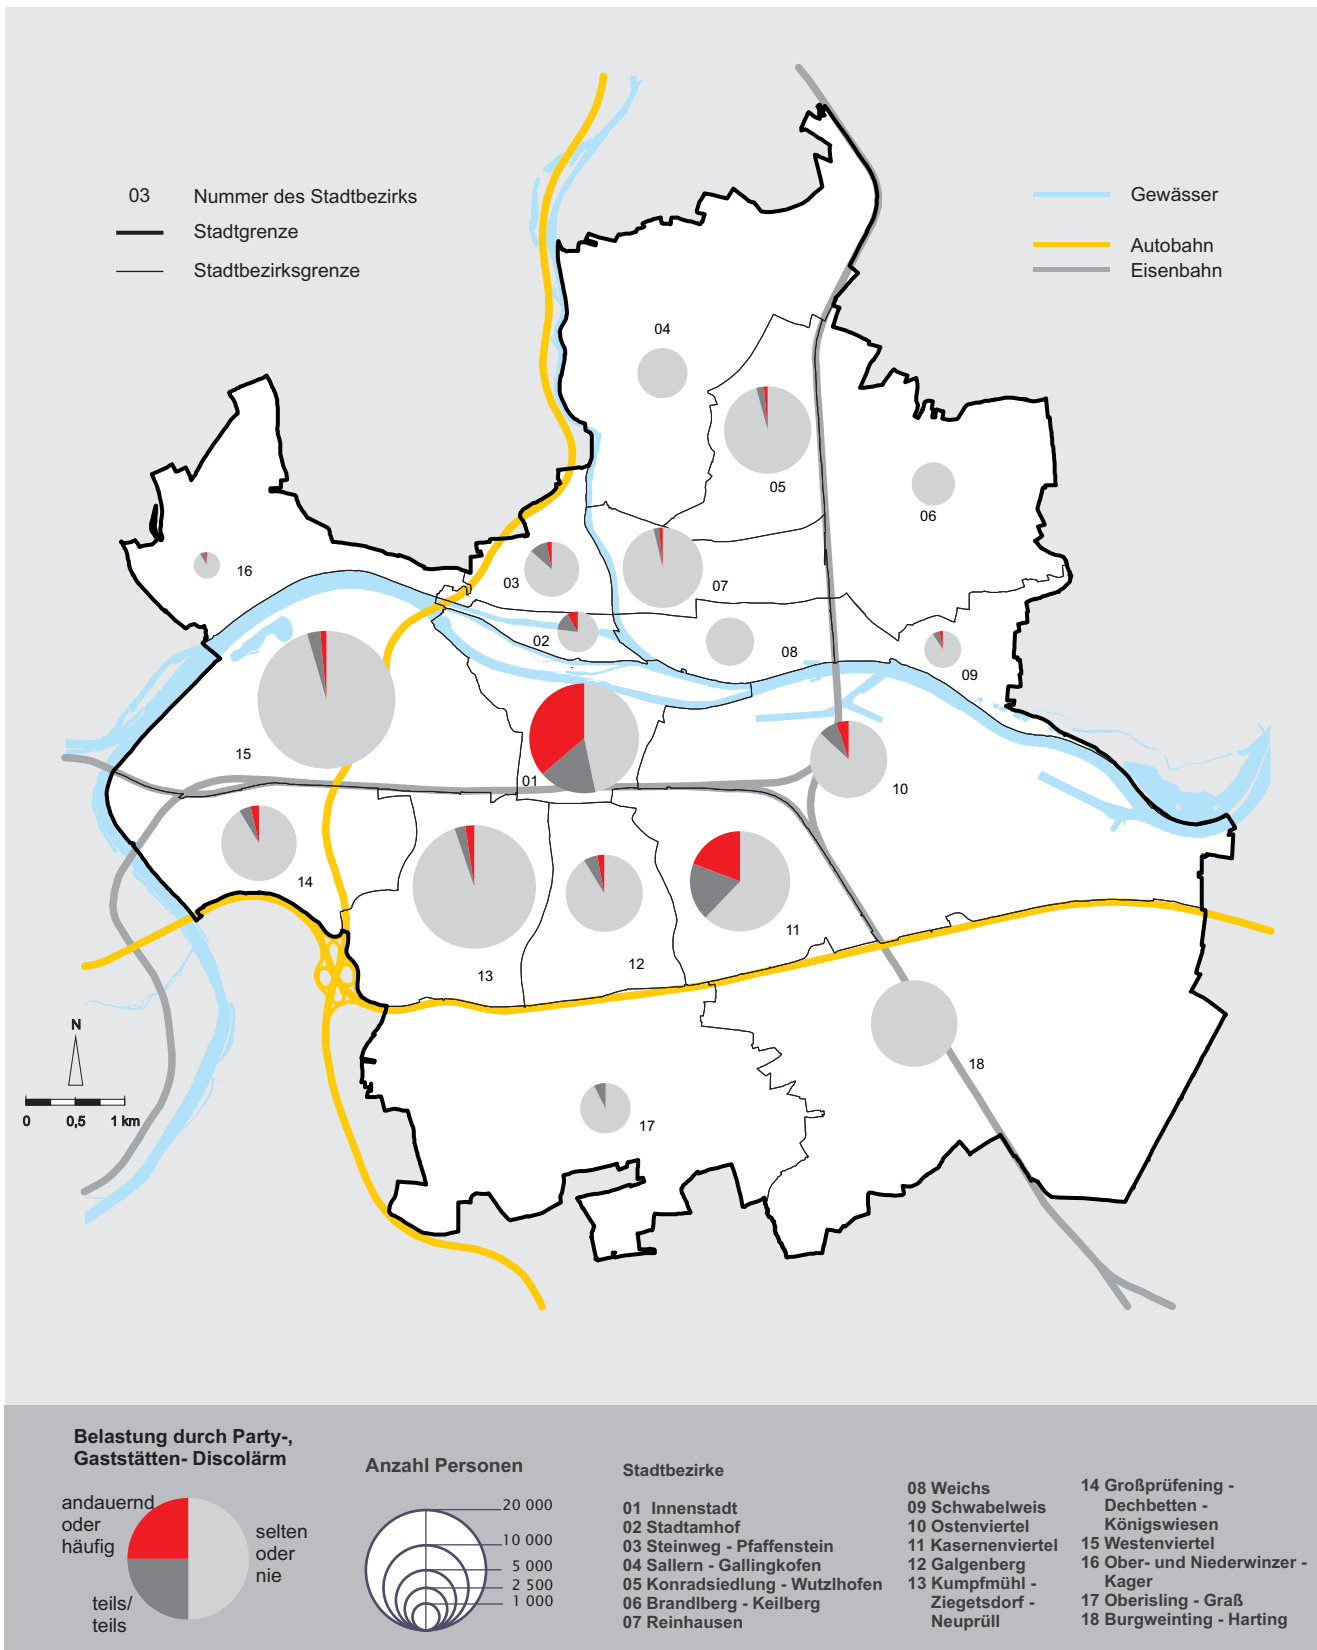 03 Nummer des Stadtbezirks
Stadtgrenze
Stadtbezirksgrenze
Gewässer
Autobahn
Eisenbahn
04
05
06
16
03
07
02
08
09
15
01
10
14
11
12
13
18
17
N
0 0,5 1 km
Belastung durch Party-,
Gaststätten- Discolärm
andauernd
oder
häufig
selten
oder
nie
teils/
teils
Anzahl Personen
20 000
10 000
5 000
2 500
1 000
Stadtbezirke
01 Innenstadt
02 Stadtamhof
03 Steinweg - Pfaffenstein
04 Sallern - Gallingkofen
05 Konradsiedlung - Wutzlhofen
06 Brandlberg - Keilberg
07 Reinhausen
08 Weichs
09 Schwabelweis
10 Ostenviertel
11 Kasernenviertel
12 Galgenberg
13 Kumpfmühl -
Ziegetsdorf -
Neuprüll
14 Großprüfening -
Dechbetten -
Königswiesen
15 Westenviertel
16 Ober- und Niederwinzer -
Kager
17 Oberisling - Graß
18 Burgweinting - Harting